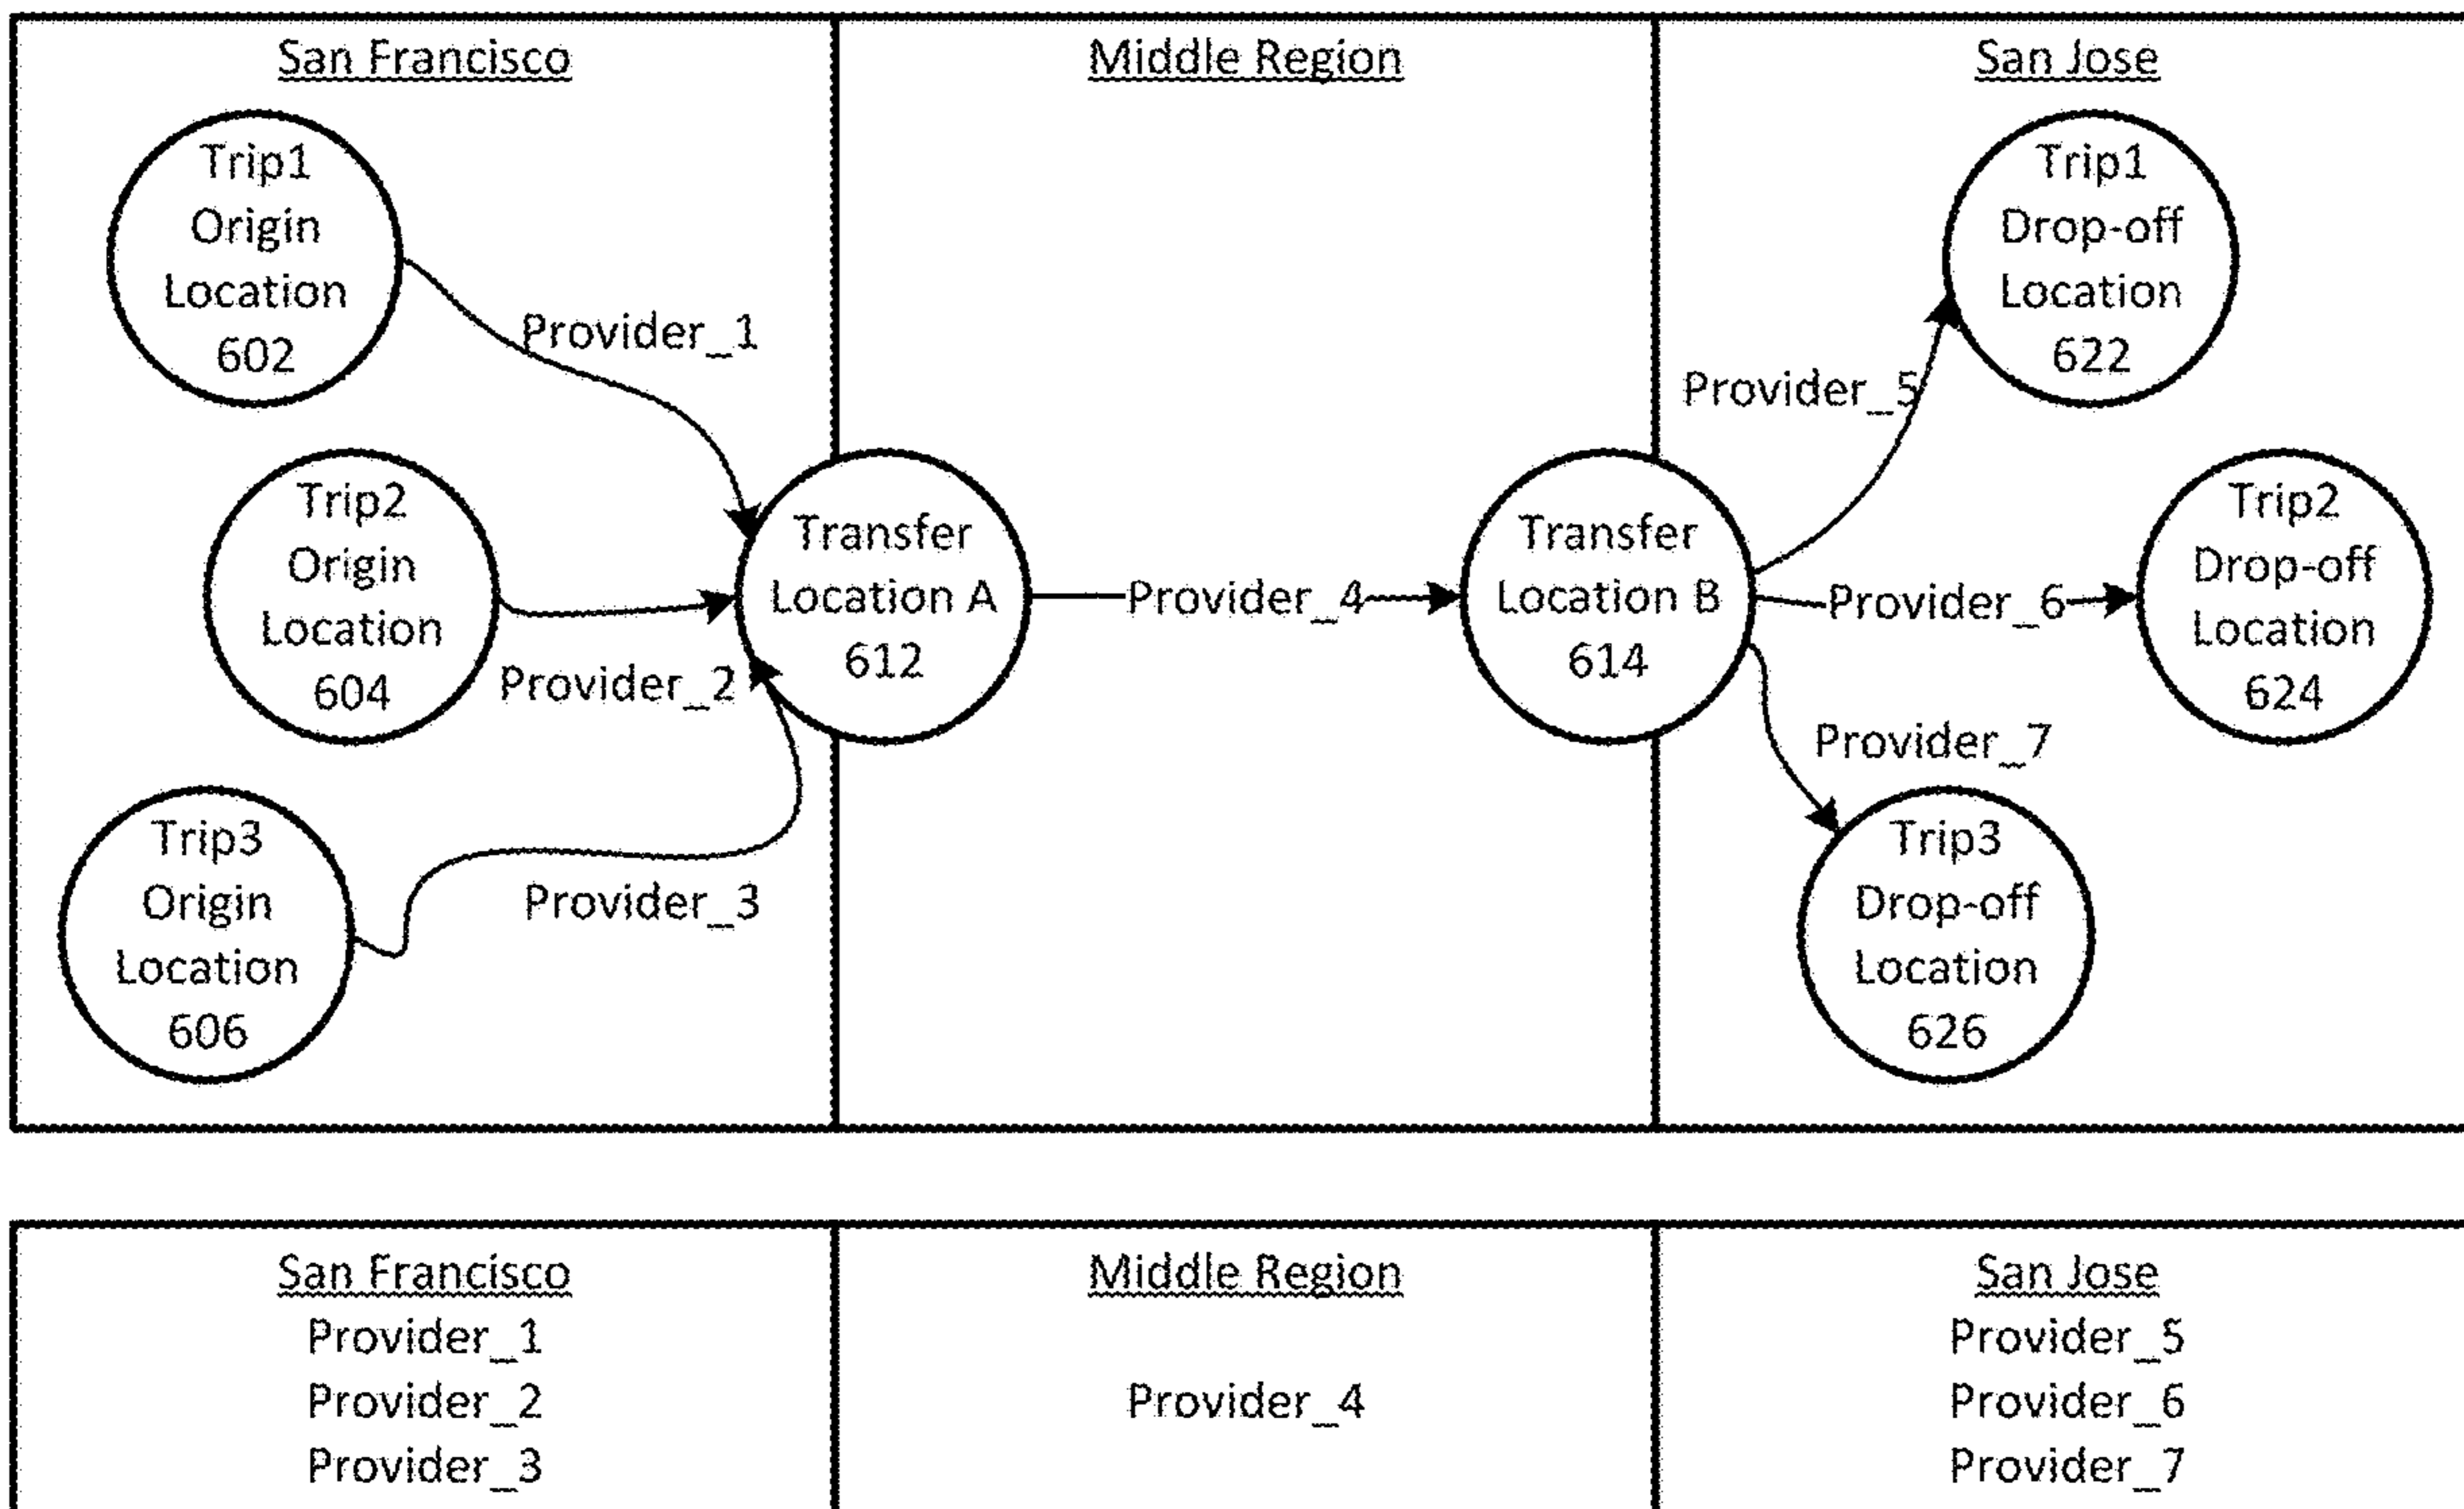 San Francisco
Middle Region
San Jose
Trip1
Origin
Location
602
Provider_1
Trip2
Origin
Location
604
Provider_2
Trip3
Origin
Location
606
Provider_3
Transfer
Location A
612
Provider_4
Transfer
Location B
614
Provider_5
Trip1
Drop-off
Location
622
Provider_6
Trip2
Drop-off
Location
624
Provider_7
Trip3
Drop-off
Location
626
San Francisco
Provider_1
Provider_2
Provider_3
Middle Region
Provider_4
San Jose
Provider_5
Provider_6
Provider_7